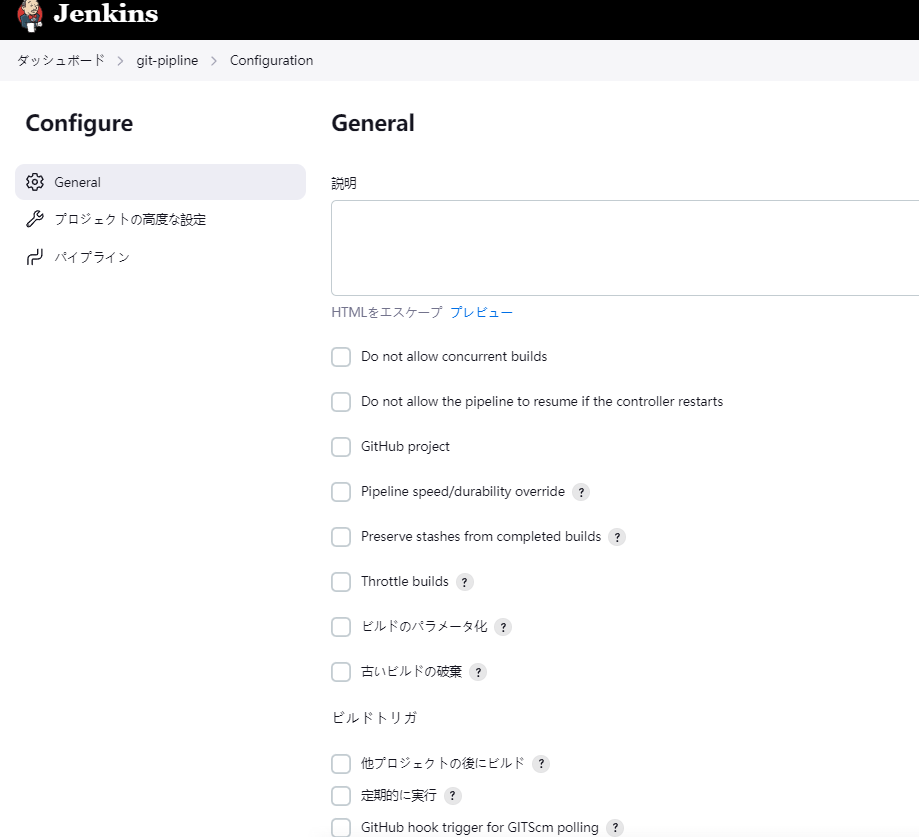 Jenkins
ダッシュボード > git-pipline > Configuration
Configure
General
プロジェクトの高度な設定
パイプライン
General
説明
HTMLをエスケープ プレビュー
Do not allow concurrent builds
Do not allow the pipeline to resume if the controller restarts
GitHub project
Pipeline speed/durability override ?
Preserve stashes from completed builds ?
Throttle builds ?
ビルドのパラメータ化 ?
古いビルドの破棄 ?
ビルドトリガ
他プロジェクトの後にビルド ?
定期的に実行 ?
GitHub hook trigger for GITScm polling ?